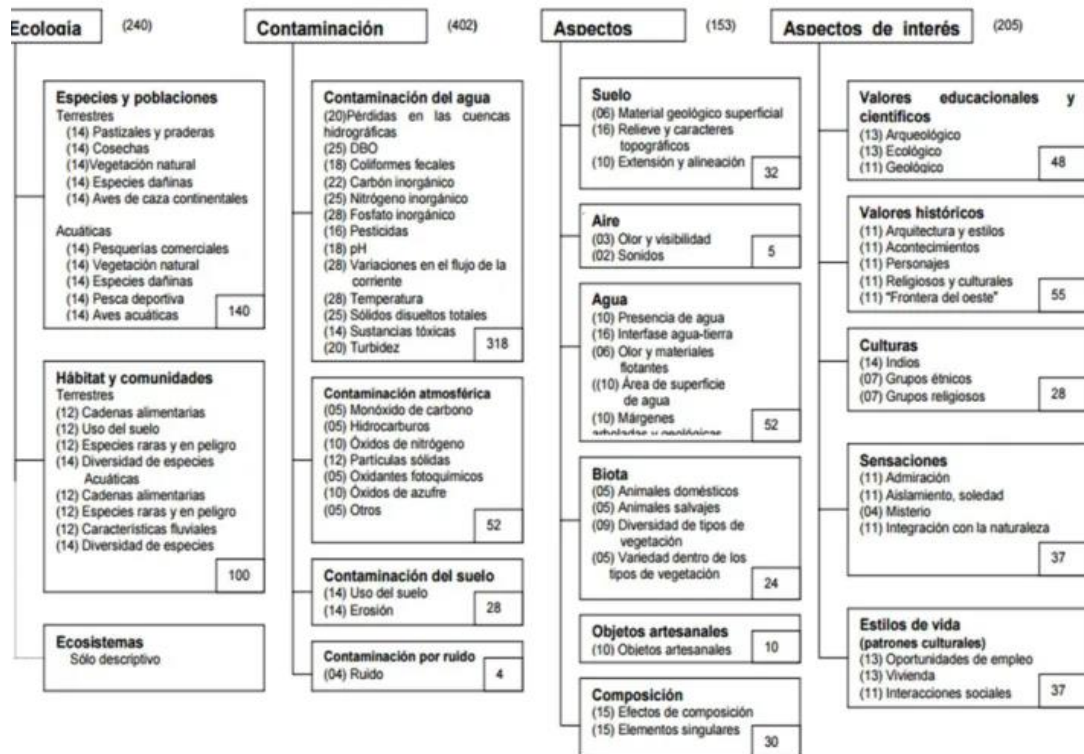 Ecología (240)
Especies y poblaciones
Terrestres
(14) Pastizales y praderas
(14) Cosechas
(14)Vegetación natural
(14) Especies dañinas
(14) Aves de caza continentales
Acuáticas
(14) Pesquerías comerciales
(14) Vegetación natural
(14) Especies dañinas
(14) Pesca deportiva
(14) Aves acuáticas
140
Hábitat y comunidades
Terrestres
(12) Cadenas alimentarias
(12) Uso del suelo
(12) Especies raras y en peligro
(14) Diversidad de especies
Acuáticas
(12) Cadenas alimentarias
(12) Especies raras y en peligro
(12) Características fluviales
(14) Diversidad de especies
100
Ecosistemas
Sólo descriptivo
Contaminación (402)
Contaminación del agua
(20)Pérdidas en las cuencas
hidrográficas
(25) DBO
(18) Coliformes fecales
(22) Carbón inorgánico
(25) Nitrógeno inorgánico
(28) Fosfato inorgánico
(16) Pesticidas
(18) pH
(28) Variaciones en el flujo de la
corriente
(28) Temperatura
(25) Sólidos disueltos totales
(14) Sustancias tóxicas
(20) Turbidez
318
Contaminación atmosférica
(05) Monóxido de carbono
(05) Hidrocarburos
(10) Óxidos de nitrógeno
(12) Partículas sólidas
(05) Oxidantes fotoquímicos
(10) Óxidos de azufre
(05) Otros
52
Contaminación del suelo
(14) Uso del suelo
(14) Erosión
28
Contaminación por ruido
(04) Ruido
4
Aspectos (153)
Suelo
(06) Material geológico superficial
(16) Relieve y caracteres
topográficos
(10) Extensión y alineación
32
Aire
(03) Olor y visibilidad
(02) Sonidos
5
Agua
(10) Presencia de agua
(16) Interfase agua-tierra
(06) Olor y materiales
flotantes
((10) Área de superficie
de agua
(10) Márgenes
arboladas y geológicas
52
Biota
(05) Animales domésticos
(05) Animales salvajes
(09) Diversidad de tipos de
vegetación
(05) Variedad dentro de los
tipos de vegetación
24
Objetos artesanales
(10) Objetos artesanales
10
Composición
(15) Efectos de composición
(15) Elementos singulares
30
Aspectos de interés (205)
Valores educacionales y
científicos
(13) Arqueológico
(13) Ecológico
(11) Geológico
48
Valores históricos
(11) Arquitectura y estilos
(11) Acontecimientos
(11) Personajes
(11) Religiosos y culturales
(11) "Frontera del oeste"
55
Culturas
(14) Indios
(07) Grupos étnicos
(07) Grupos religiosos
28
Sensaciones
(11) Admiración
(11) Aislamiento, soledad
(04) Misterio
(11) Integración con la naturaleza
37
Estilos de vida
(patrones culturales)
(13) Oportunidades de empleo
(13) Vivienda
(11) Interacciones sociales
37